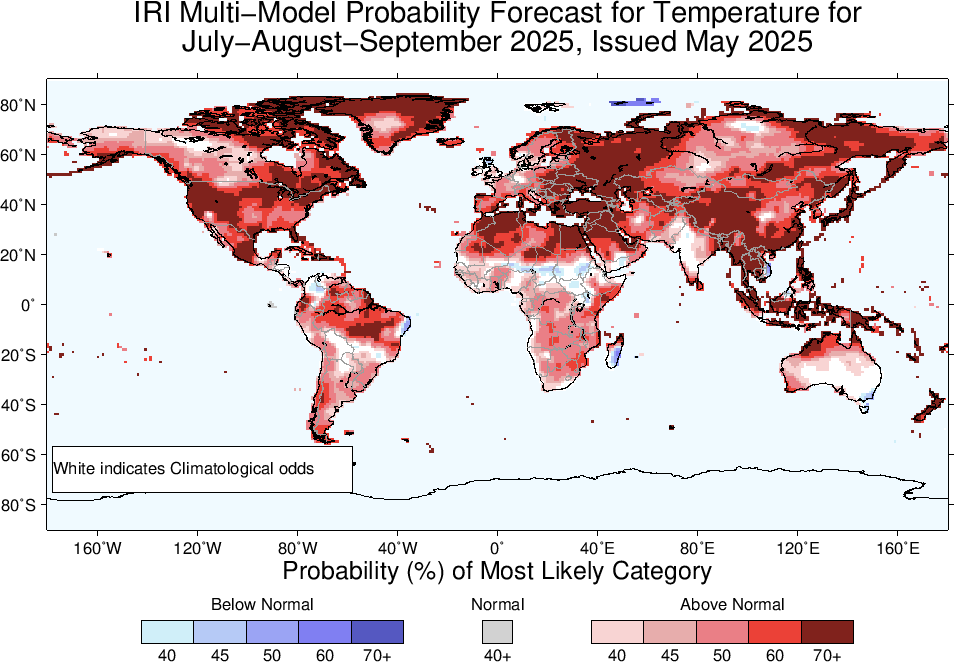 IRI Multi−Model Probability Forecast for Temperature for
July−August−September 2025, Issued May 2025
80˚N
60˚N
40˚N
20˚N
0˚
20˚S
40˚S
60˚S
80˚S
White indicates Climatological odds
160˚W 120˚W 80˚W 40˚W 0˚ 40˚E 80˚E 120˚E 160˚E
Probability (%) of Most Likely Category
Below Normal Normal Above Normal
40 45 50 60 70+ 40+ 40 45 50 60 70+